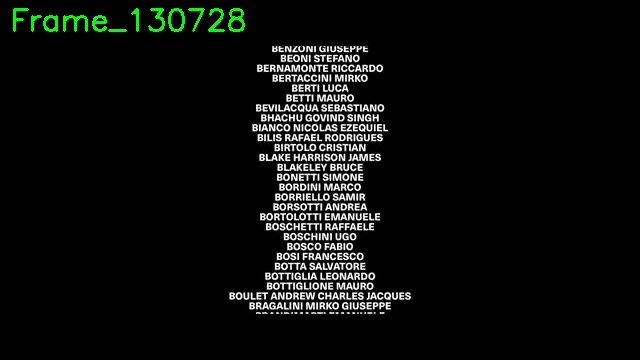 Frame_130728
BENZONI GIUSEPPE
BEONI STEFANO
BERNAMONTE RICCARDO
BERTACCINI MIRKO
BERTI LUCA
BETTI MAURO
BEVILACQUA SEBASTIANO
BHACHU GOVIND SINGH
BIANCO NICOLAS EZEQUIEL
BILIS RAFAEL RODRIGUES
BIRTOLO CRISTIAN
BLAKE HARRISON JAMES
BLAKELEY BRUCE
BONETTI SIMONE
BORDINI MARCO
BORRIELLO SAMIR
BORSOTTI ANDREA
BORTOLOTTI EMANUELE
BOSCHETTI RAFFAELE
BOSCHINI UGO
BOSCO FABIO
BOSI FRANCESCO
BOTTA SALVATORE
BOTTIGLIA LEONARDO
BOTTIGLIONE MAURO
BOULET ANDREW CHARLES JACQUES
BRAGALINI MIRKO GIUSEPPE